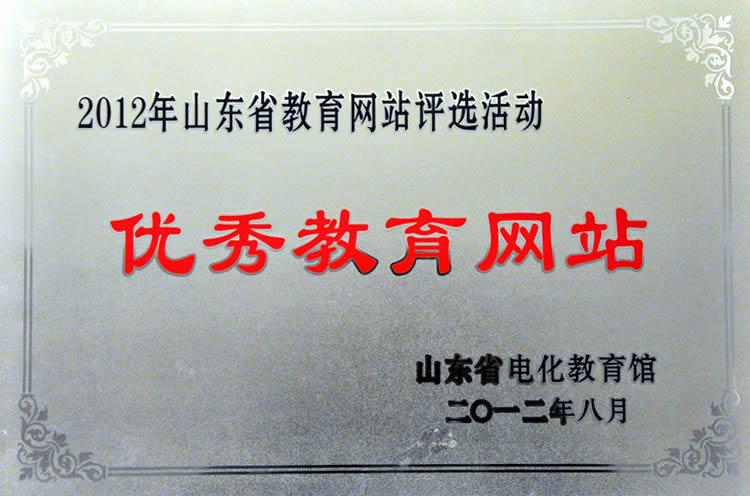 2012年山东省教育网站评选活动
优秀教育网站
山东省电化教育馆
二〇一二年八月